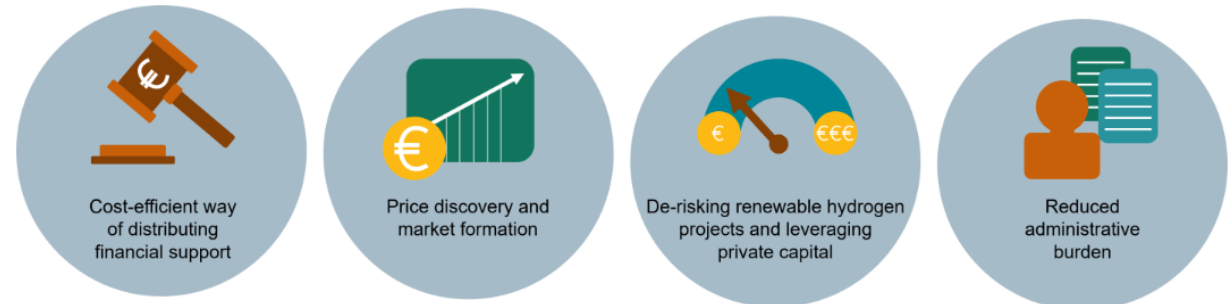 €
Cost-efficient way
of distributing
financial support
€
Price discovery and
market formation
€
€€€
De-risking renewable hydrogen
projects and leveraging
private capital
Reduced
administrative
burden